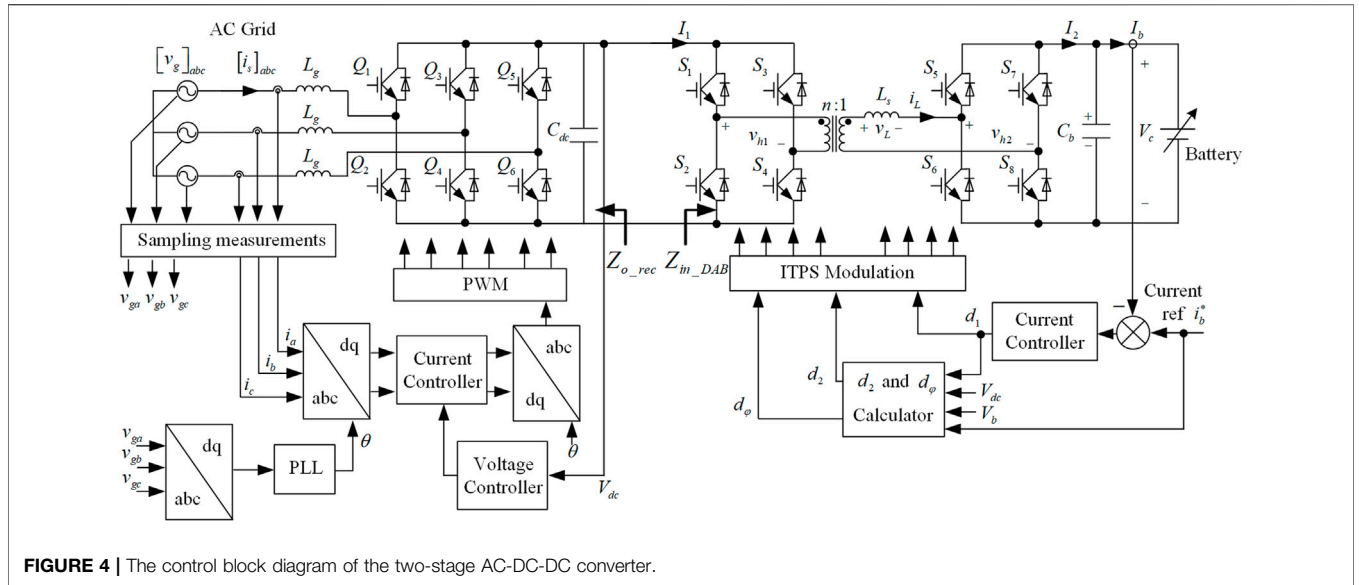 AC Grid
[v_g]_abc
[i_s]_abc
L_g
L_g
L_g
Q_1
Q_3
Q_5
Q_2
Q_4
Q_6
C_dc
I_1
S_1
S_3
S_2
S_4
n:1
L_s
i_L
+ v_L −
+
v_h1
−
S_5
S_7
S_6
S_8
+
v_h2
−
I_2
I_b
C_b
+
−
+
V_c
−
Battery
Sampling measurements
v_ga
v_gb
v_gc
Z_o_rec
Z_in_DAB
PWM
ITPS Modulation
i_a
i_b
i_c
dq
abc
Current
Controller
abc
dq
θ
θ
v_ga
v_gb
v_gc
dq
abc
PLL
Voltage
Controller
V_dc
d_1
Current
Controller
−
Current
ref i_b^*
d_2
d_φ
d_2 and d_φ
Calculator
V_dc
V_b
FIGURE 4 | The control block diagram of the two-stage AC-DC-DC converter.